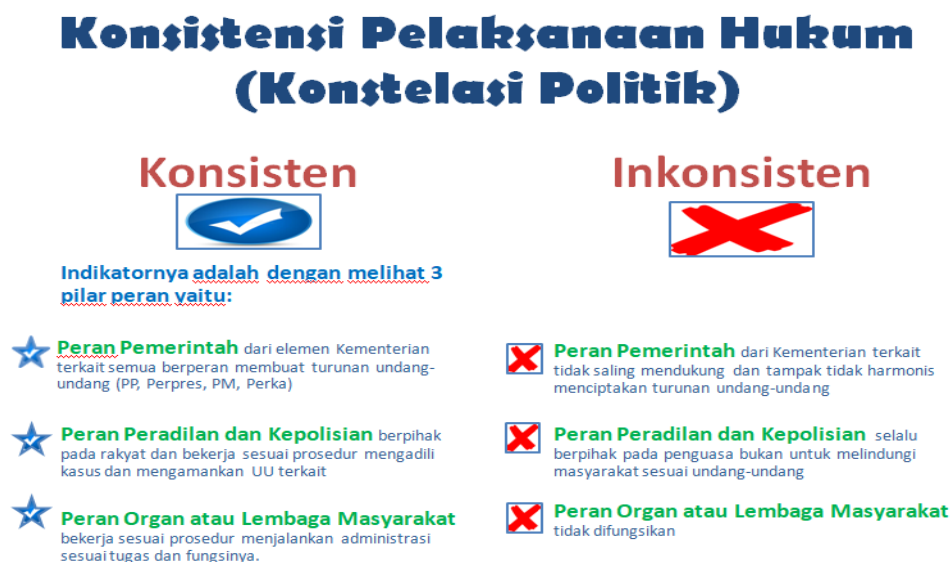 Konsistensi Pelaksanaan Hukum
(Konstelasi Politik)
Konsisten
Indikatornya adalah dengan melihat 3
pilar peran yaitu:
Peran Pemerintah dari elemen Kementerian
terkait semua berperan membuat turunan undang-
undang (PP, Perpres, PM, Perka)
Peran Peradilan dan Kepolisian berpihak
pada rakyat dan bekerja sesuai prosedur mengadili
kasus dan mengamankan UU terkait
Peran Organ atau Lembaga Masyarakat
bekerja sesuai prosedur menjalankan administrasi
sesuai tugas dan fungsinya.
Inkonsisten
Peran Pemerintah dari Kementerian terkait
tidak saling mendukung dan tampak tidak harmonis
menciptakan turunan undang-undang
Peran Peradilan dan Kepolisian selalu
berpihak pada penguasa bukan untuk melindungi
masyarakat sesuai undang-undang
Peran Organ atau Lembaga Masyarakat
tidak difungsikan